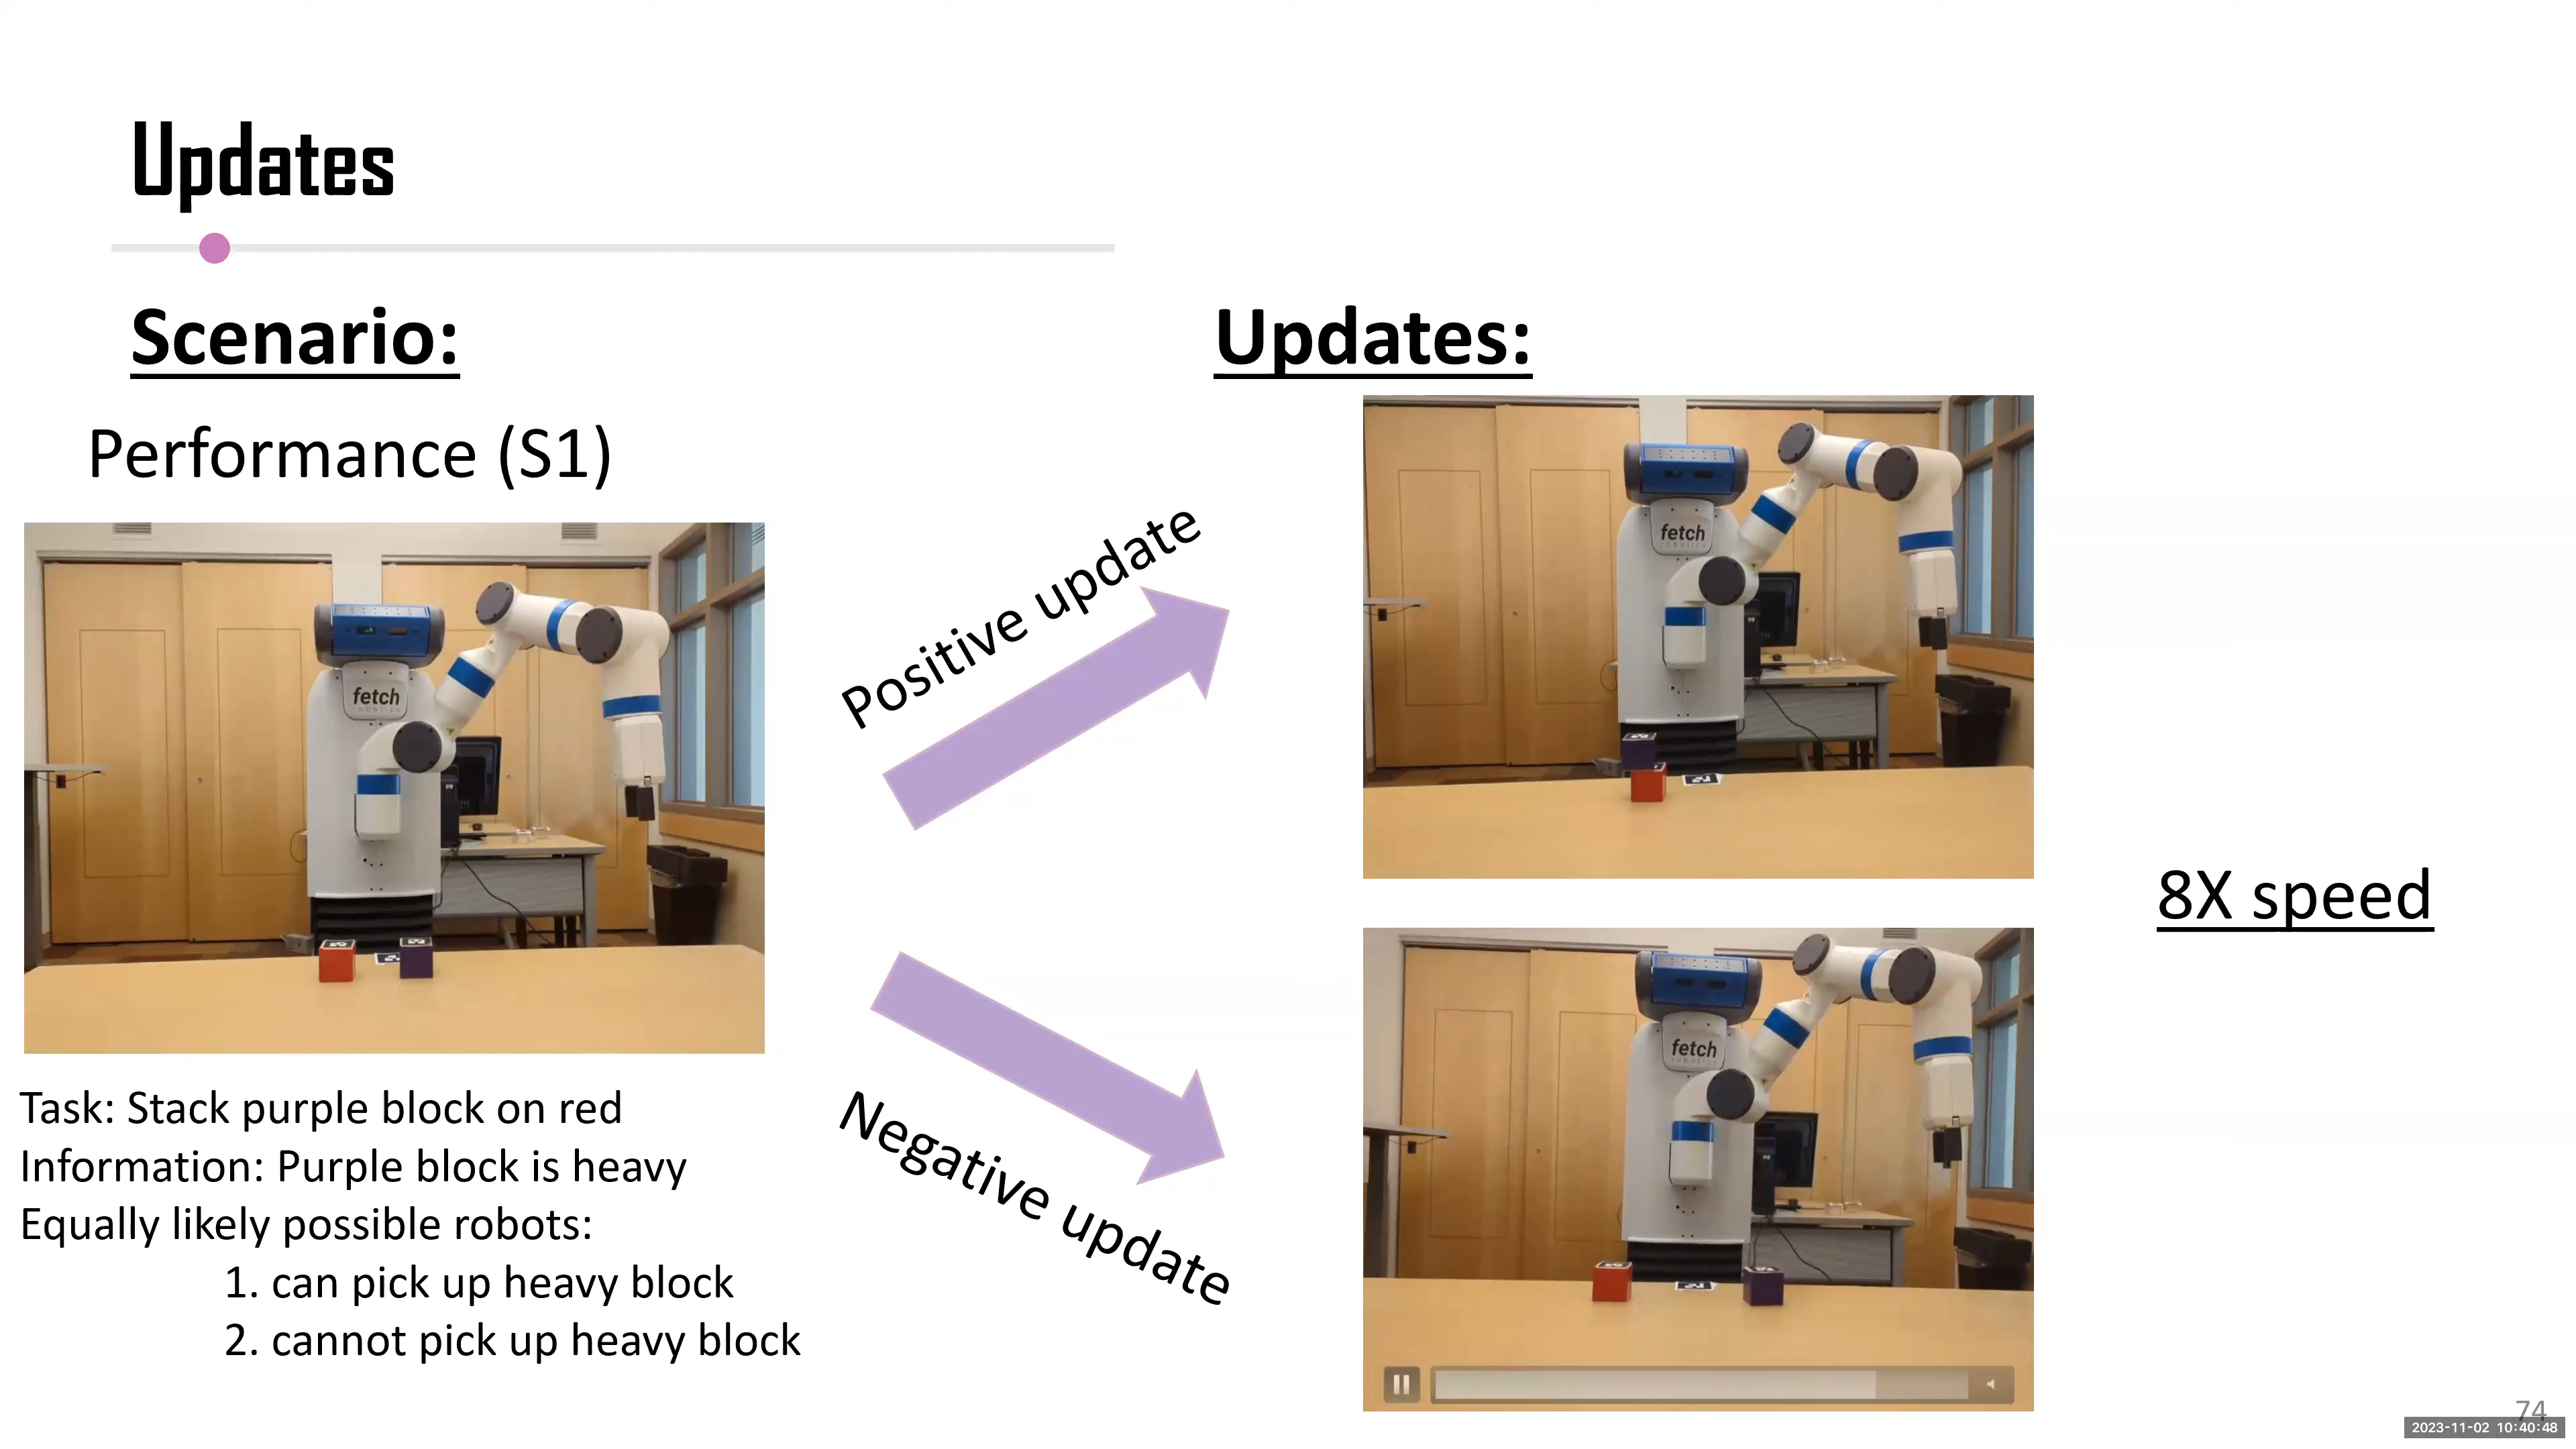 Updates
Scenario:
Performance (S1)
fetch
Task: Stack purple block on red
Information: Purple block is heavy
Equally likely possible robots:
1. can pick up heavy block
2. cannot pick up heavy block
Positive update
Negative update
Updates:
fetch
fetch
8X speed
74
2023-11-02 10:40:48